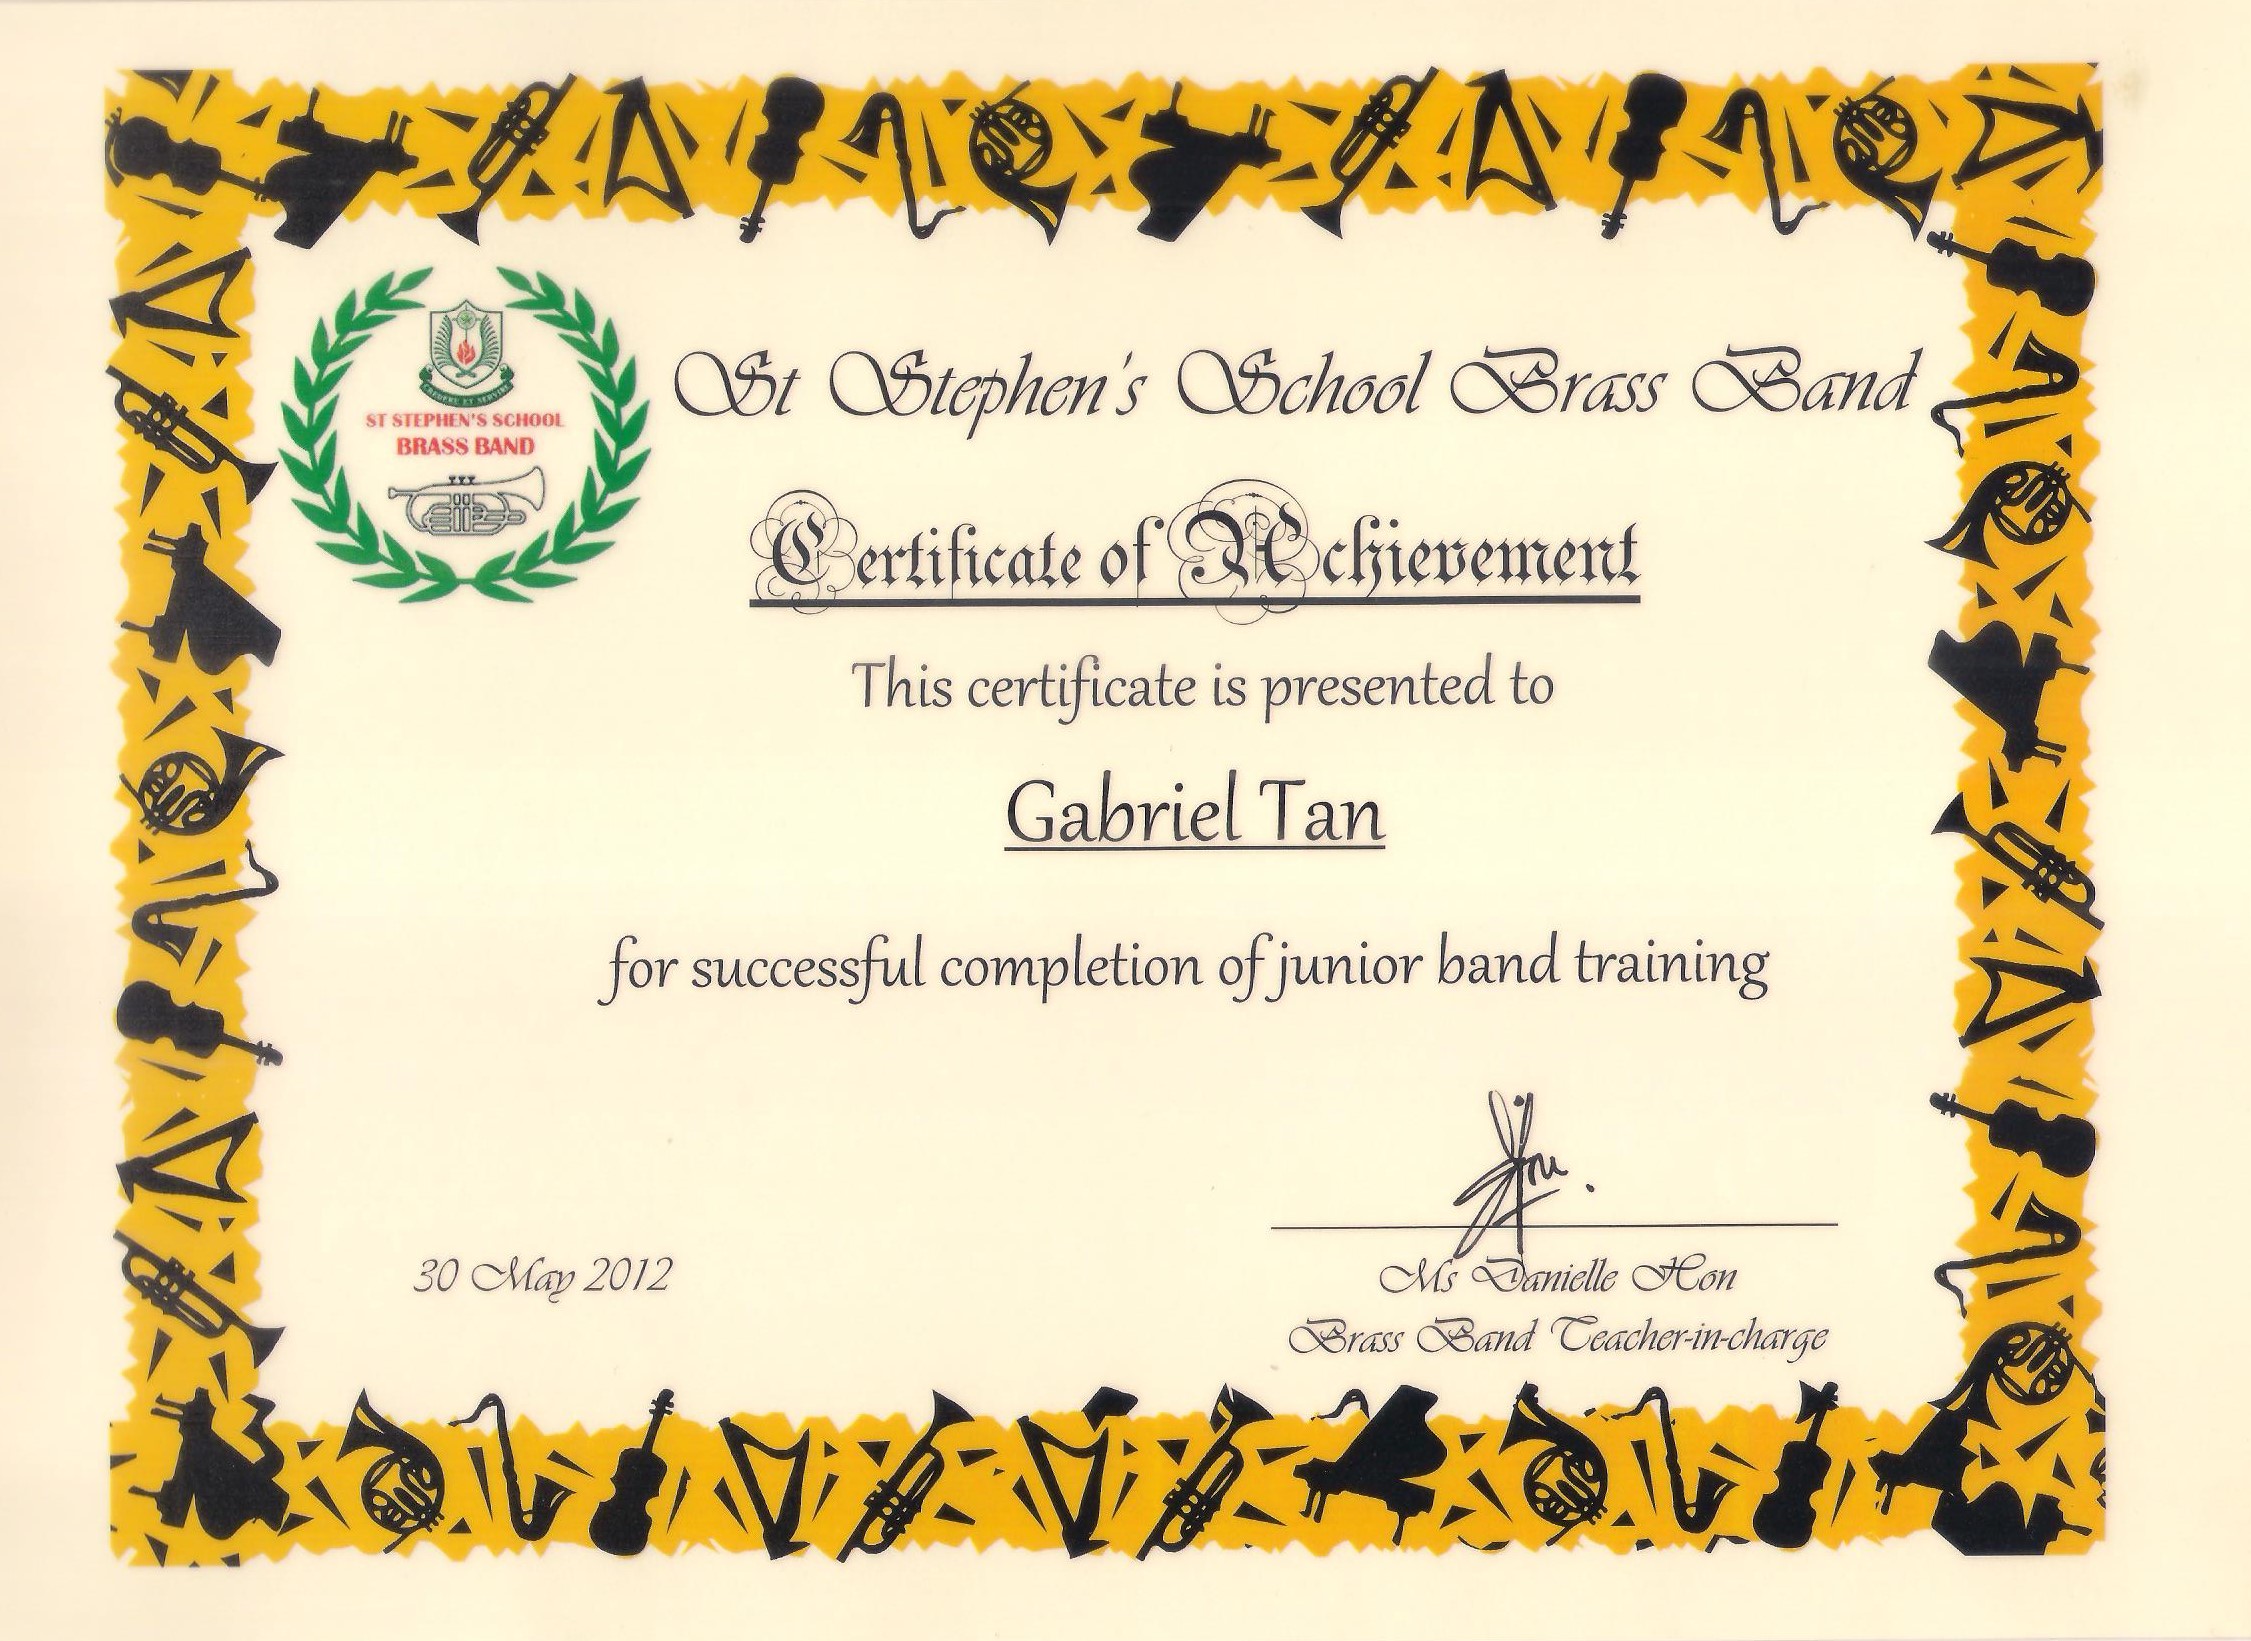 St Stephen's School Brass Band
CREDERE ET SERVIRE
ST STEPHEN'S SCHOOL
BRASS BAND
Certificate of Achievement
This certificate is presented to
Gabriel Tan
for successful completion of junior band training
30 May 2012
Ms Danielle Hon
Brass Band Teacher-in-charge